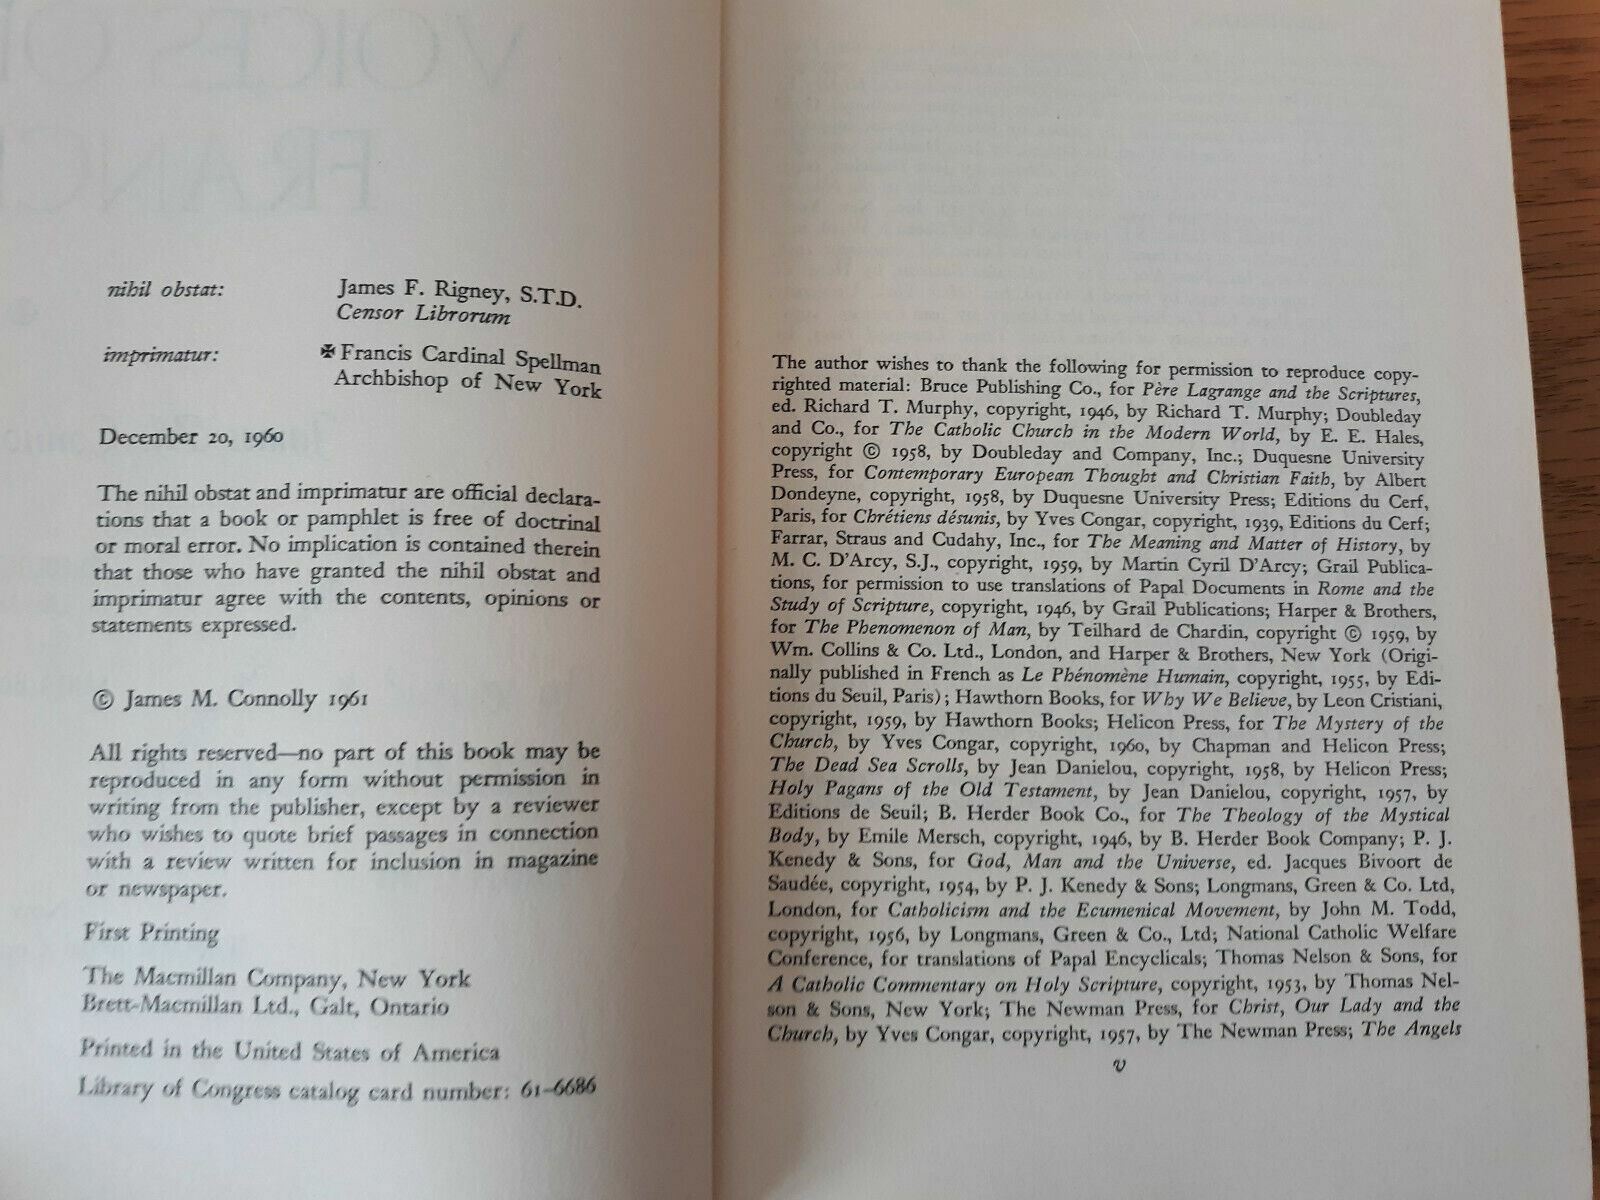 nihil obstat: James F. Rigney, S.T.D.
Censor Librorum
imprimatur: ✠ Francis Cardinal Spellman
Archbishop of New York
December 20, 1960
The nihil obstat and imprimatur are official declara-
tions that a book or pamphlet is free of doctrinal
or moral error. No implication is contained therein
that those who have granted the nihil obstat and
imprimatur agree with the contents, opinions or
statements expressed.
© James M. Connolly 1961
All rights reserved—no part of this book may be
reproduced in any form without permission in
writing from the publisher, except by a reviewer
who wishes to quote brief passages in connection
with a review written for inclusion in magazine
or newspaper.
First Printing
The Macmillan Company, New York
Brett-Macmillan Ltd., Galt, Ontario
Printed in the United States of America
Library of Congress catalog card number: 61-6686
The author wishes to thank the following for permission to reproduce copy-
righted material: Bruce Publishing Co., for Père Lagrange and the Scriptures,
ed. Richard T. Murphy, copyright, 1946, by Richard T. Murphy; Doubleday
and Co., for The Catholic Church in the Modern World, by E. E. Hales,
copyright © 1958, by Doubleday and Company, Inc.; Duquesne University
Press, for Contemporary European Thought and Christian Faith, by Albert
Dondeyne, copyright, 1958, by Duquesne University Press; Editions du Cerf,
Paris, for Chrétiens désunis, by Yves Congar, copyright, 1939, Editions du Cerf;
Farrar, Straus and Cudahy, Inc., for The Meaning and Matter of History, by
M. C. D'Arcy, S.J., copyright, 1959, by Martin Cyril D'Arcy; Grail Publica-
tions, for permission to use translations of Papal Documents in Rome and the
Study of Scripture, copyright, 1946, by Grail Publications; Harper & Brothers,
for The Phenomenon of Man, by Teilhard de Chardin, copyright © 1959, by
Wm. Collins & Co. Ltd., London, and Harper & Brothers, New York (Origi-
nally published in French as Le Phénomène Humain, copyright, 1955, by Edi-
tions du Seuil, Paris); Hawthorn Books, for Why We Believe, by Leon Cristiani,
copyright, 1959, by Hawthorn Books; Helicon Press, for The Mystery of the
Church, by Yves Congar, copyright, 1960, by Chapman and Helicon Press;
The Dead Sea Scrolls, by Jean Danielou, copyright, 1958, by Helicon Press;
Holy Pagans of the Old Testament, by Jean Danielou, copyright, 1957, by
Editions de Seuil; B. Herder Book Co., for The Theology of the Mystical
Body, by Emile Mersch, copyright, 1946, by B. Herder Book Company; P. J.
Kenedy & Sons, for God, Man and the Universe, ed. Jacques Bivoort de
Saudée, copyright, 1954, by P. J. Kenedy & Sons; Longmans, Green & Co. Ltd,
London, for Catholicism and the Ecumenical Movement, by John M. Todd,
copyright, 1956, by Longmans, Green & Co., Ltd; National Catholic Welfare
Conference, for translations of Papal Encyclicals; Thomas Nelson & Sons, for
A Catholic Commentary on Holy Scripture, copyright, 1953, by Thomas Nel-
son & Sons, New York; The Newman Press, for Christ, Our Lady and the
Church, by Yves Congar, copyright, 1957, by The Newman Press; The Angels
v